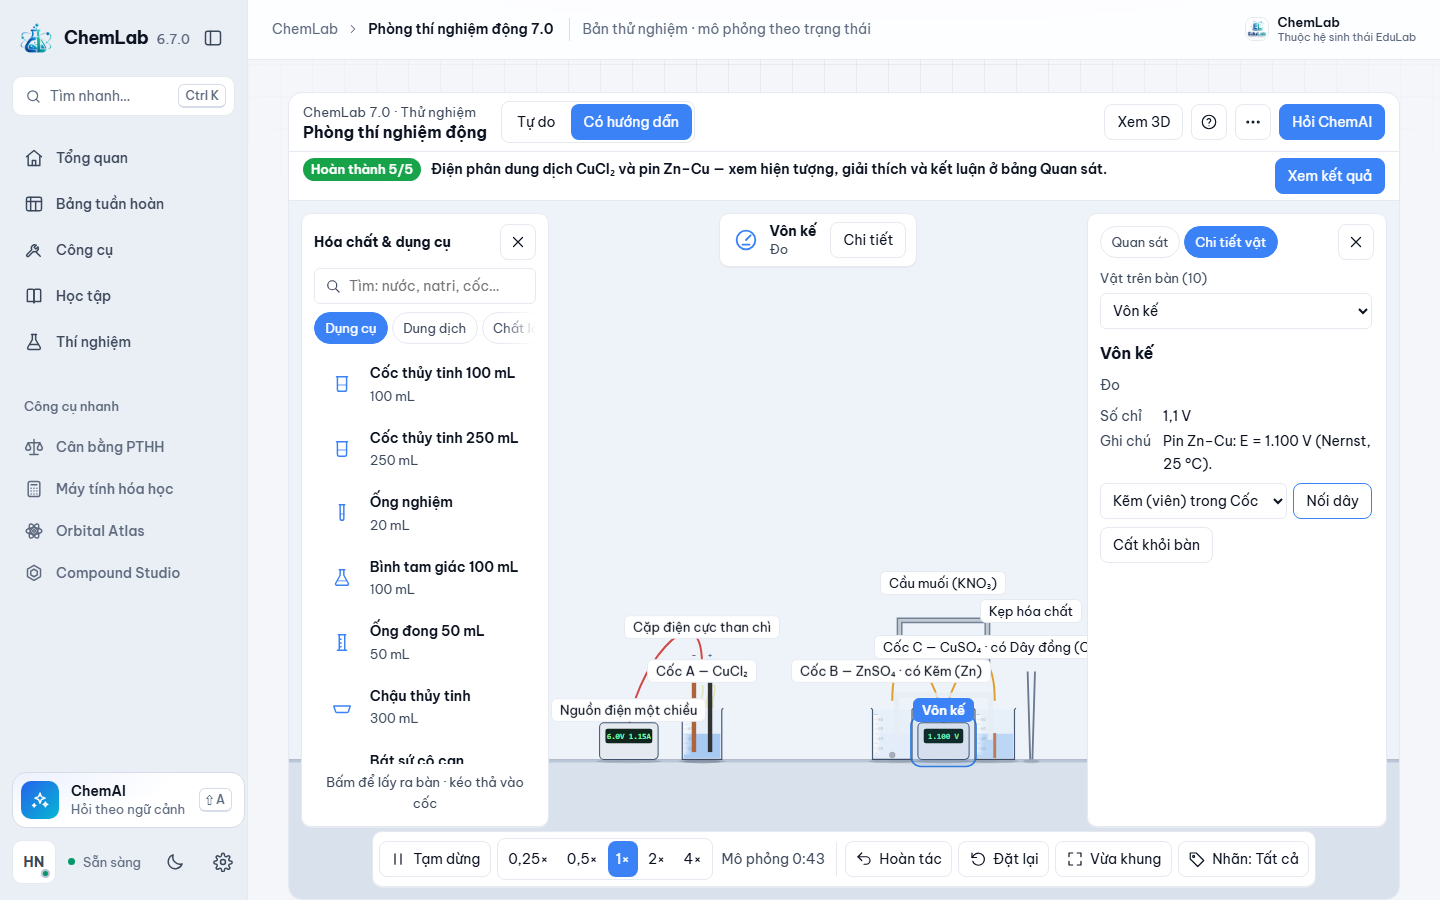 ChemLab 6.7.0
Tìm nhanh...
Ctrl K
Tổng quan
Bảng tuần hoàn
Công cụ
Học tập
Thí nghiệm
Công cụ nhanh
Cân bằng PTHH
Máy tính hóa học
Orbital Atlas
Compound Studio
ChemAI
Hỏi theo ngữ cảnh
⇧ A
HN
Sẵn sàng
ChemLab > Phòng thí nghiệm động 7.0
Bản thử nghiệm · mô phỏng theo trạng thái
ChemLab
Thuộc hệ sinh thái EduLab
ChemLab 7.0 · Thử nghiệm
Phòng thí nghiệm động
Tự do
Có hướng dẫn
Xem 3D
Hỏi ChemAI
Hoàn thành 5/5
Điện phân dung dịch CuCl₂ và pin Zn–Cu — xem hiện tượng, giải thích và kết luận ở bảng Quan sát.
Xem kết quả
Hóa chất & dụng cụ
Tìm: nước, natri, cốc...
Dụng cụ
Dung dịch
Chất
Cốc thủy tinh 100 mL
100 mL
Cốc thủy tinh 250 mL
250 mL
Ống nghiệm
20 mL
Bình tam giác 100 mL
100 mL
Ống đong 50 mL
50 mL
Chậu thủy tinh
300 mL
Bát sứ cô cạn
Bấm để lấy ra bàn · kéo thả vào
cốc
Vôn kế
Đo
Chi tiết
Cầu muối (KNO₃)
Kẹp hóa chất
Cặp điện cực than chì
Cốc C — CuSO₄ · có Dây đồng (C
Cốc A — CuCl₂
Cốc B — ZnSO₄ · có Kẽm (Zn)
Nguồn điện một chiều
Vôn kế
6.0V 1.15A
1.100 V
Quan sát
Chi tiết vật
Vật trên bàn (10)
Vôn kế
Vôn kế
Đo
Số chỉ 1,1 V
Ghi chú Pin Zn–Cu: E = 1.100 V (Nernst,
25 °C).
Kẽm (viên) trong Cốc
Nối dây
Cất khỏi bàn
Tạm dừng
0,25×
0,5×
1×
2×
4×
Mô phỏng 0:43
Hoàn tác
Đặt lại
Vừa khung
Nhãn: Tất cả